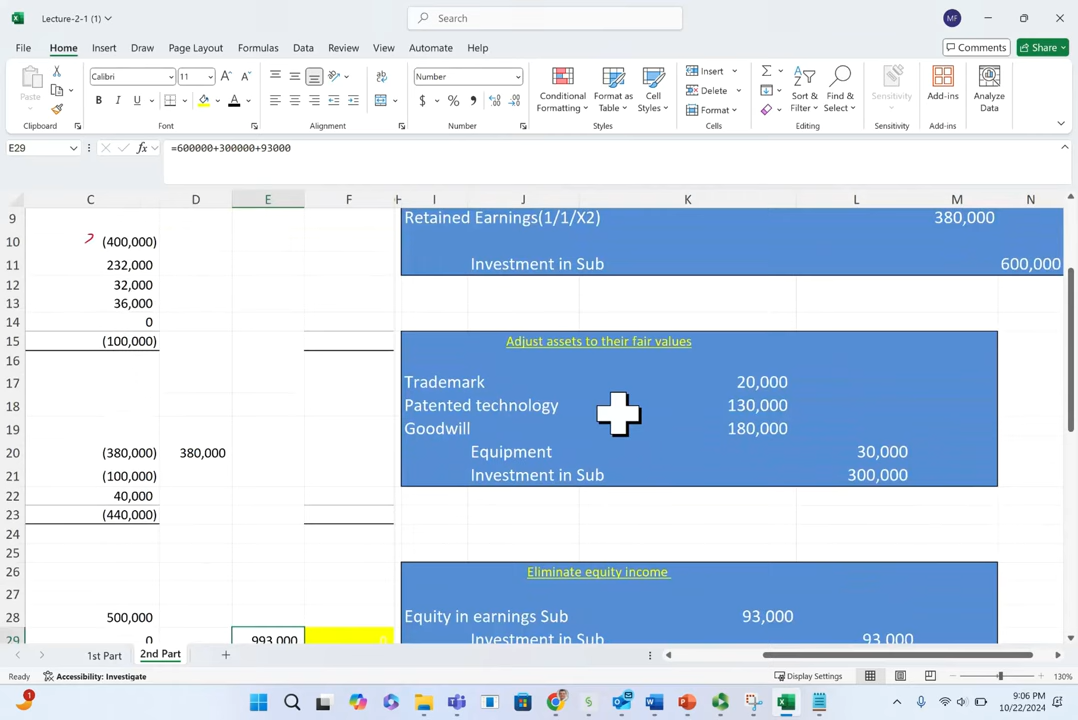 Lecture-2-1 (1)
Search
MF
File Home Insert Draw Page Layout Formulas Data Review View Automate Help
Comments Share
Paste
Calibri 11
Number
Conditional Formatting
Format as Table
Cell Styles
Insert
Delete
Format
Sort & Filter
Find & Select
Sensitivity
Add-ins
Analyze Data
Clipboard Font Alignment Number Styles Cells Editing Sensitivity Add-ins
E29 fx =600000+300000+93000
C D E F H I J K L M N
9 Retained Earnings(1/1/X2) 380,000
10 (400,000)
11 232,000 Investment in Sub 600,000
12 32,000
13 36,000
14 0
15 (100,000) Adjust assets to their fair values
16
17 Trademark 20,000
18 Patented technology 130,000
19 Goodwill 180,000
20 (380,000) 380,000 Equipment 30,000
21 (100,000) Investment in Sub 300,000
22 40,000
23 (440,000)
24
25
26 Eliminate equity income
27
28 500,000 Equity in earnings Sub 93,000
29 0 993,000 0 Investment in Sub 93,000
1st Part 2nd Part
Ready Accessibility: Investigate Display Settings 130%
1
9:06 PM
10/22/2024